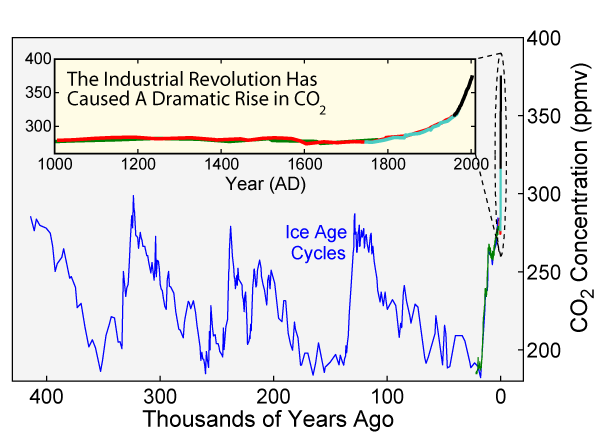 400
350
300
The Industrial Revolution Has
Caused A Dramatic Rise in CO2
1000 1200 1400 1600 1800 2000
Year (AD)
Ice Age
Cycles
400
350
300
250
200
CO2 Concentration (ppmv)
400 300 200 100 0
Thousands of Years Ago